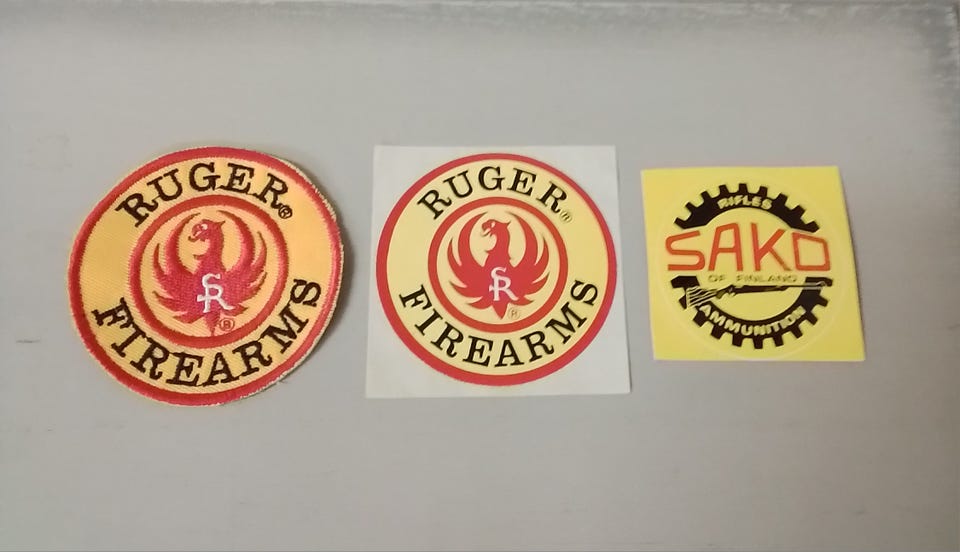 RUGER®
SR
®
FIREARMS
RUGER®
SR
®
FIREARMS
RIFLES
SAKO
OF FINLAND
AMMUNITION